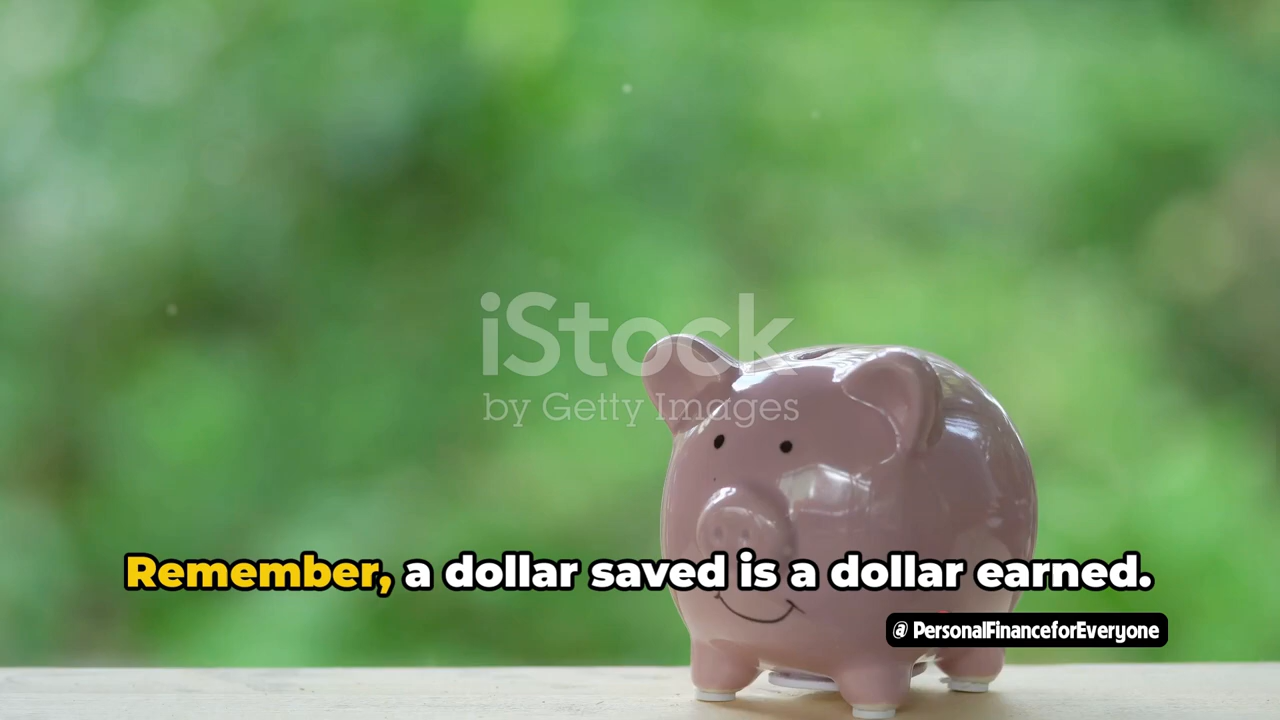 iStock
by Getty Images
Remember, a dollar saved is a dollar earned.
@ PersonalFinanceforEveryone